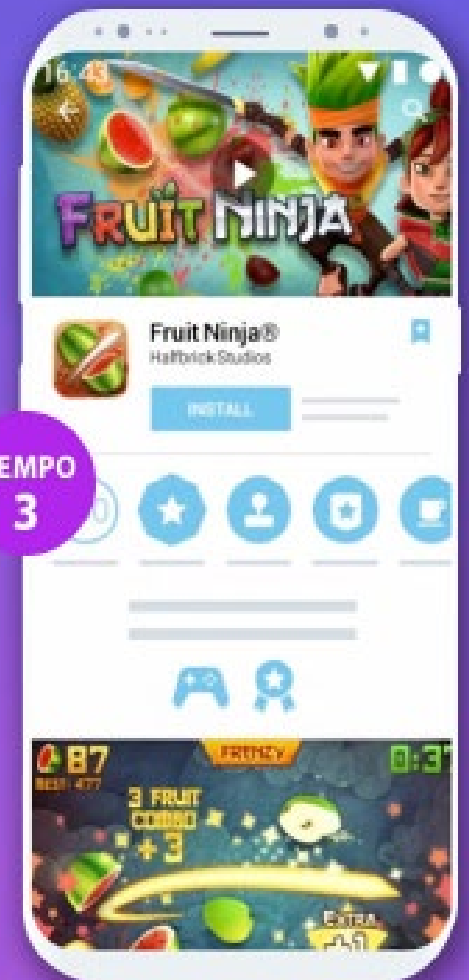 16:43
FRUIT NINJA
Fruit Ninja®
Halfbrick Studios
INSTALL
EMPO
3
87
BEST: 477
FRENZY
0:37
3 FRUIT
COMBO
+3
EXTRA
+1